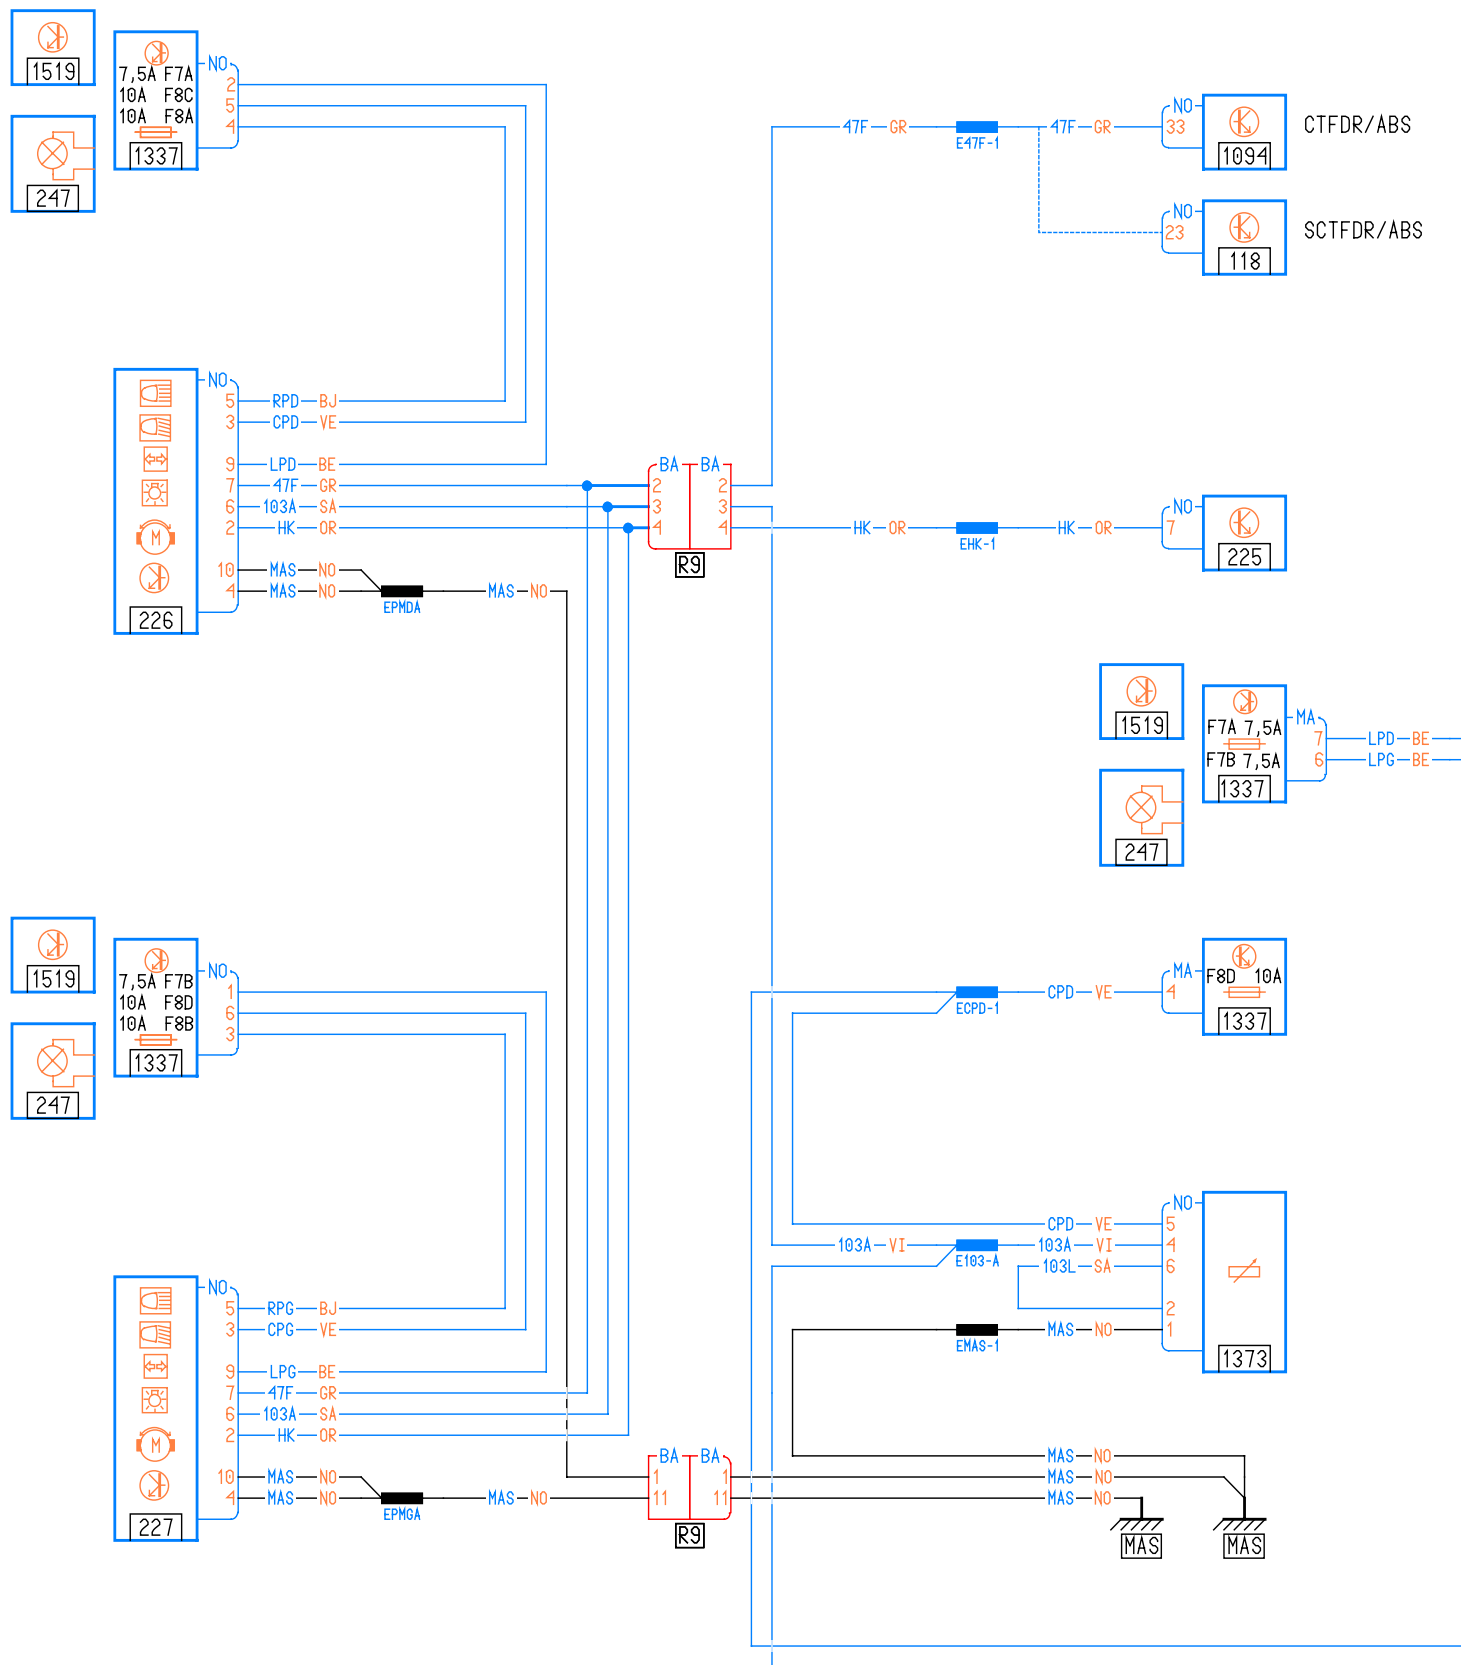 1519
247
NO
7,5A F7A
2
10A F8C
5
10A F8A
4
1337
47F GR
E47F-1
47F GR
NO
33
1094
CTFDR/ABS
NO
23
118
SCTFDR/ABS
NO
5 RPD BJ
3 CPD VE
9 LPD BE
7 47F GR
6 103A SA
2 HK OR
10 MAS NO
4 MAS NO
EPMDA
MAS NO
226
BA BA
2 2
3 3
4 4
R9
HK OR
EHK-1
HK OR
NO
7
225
1519
247
F7A 7,5A
F7B 7,5A
1337
MA
7 LPD BE
6 LPG BE
1519
247
NO
7,5A F7B
1
10A F8D
6
10A F8B
3
1337
ECPD-1
CPD VE
MA
4
F8D 10A
1337
NO
CPD VE 5
103A VI
E103-A
103A VI 4
103L SA 6
2
EMAS-1
MAS NO 1
1373
NO
5 RPG BJ
3 CPG VE
9 LPG BE
7 47F GR
6 103A SA
2 HK OR
10 MAS NO
4 MAS NO
EPMGA
MAS NO
227
BA BA
1 1
11 11
R9
MAS NO
MAS NO
MAS NO
MAS
MAS